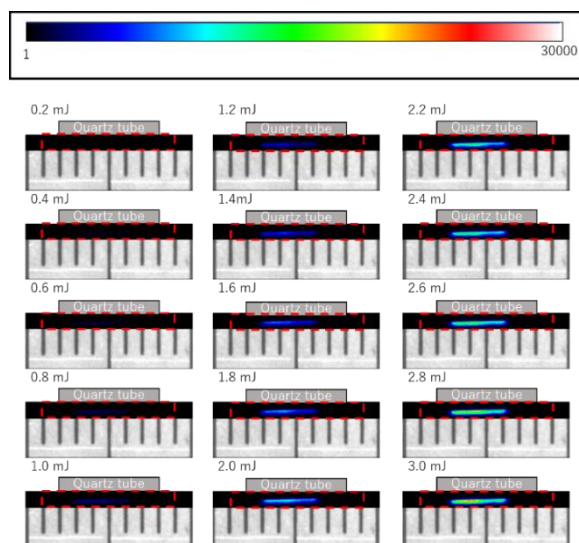 1 30000
0.2 mJ 1.2 mJ 2.2 mJ
Quartz tube Quartz tube Quartz tube
0.4 mJ 1.4mJ 2.4 mJ
Quartz tube Quartz tube Quartz tube
0.6 mJ 1.6 mJ 2.6 mJ
Quartz tube Quartz tube Quartz tube
0.8 mJ 1.8 mJ 2.8 mJ
Quartz tube Quartz tube Quartz tube
1.0 mJ 2.0 mJ 3.0 mJ
Quartz tube Quartz tube Quartz tube